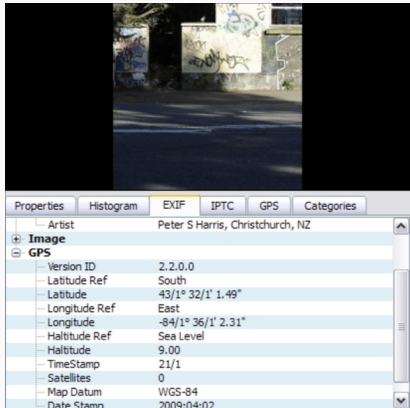 Properties Histogram EXIF IPTC GPS Categories
Artist Peter S Harris, Christchurch, NZ
Image
GPS
Version ID 2.2.0.0
Latitude Ref South
Latitude 43/1° 32/1' 1.49"
Longitude Ref East
Longitude -84/1° 36/1' 2.31"
Haltitude Ref Sea Level
Haltitude 9.00
TimeStamp 21/1
Satellites 0
Map Datum WGS-84
Date Stamp 2009:04:02